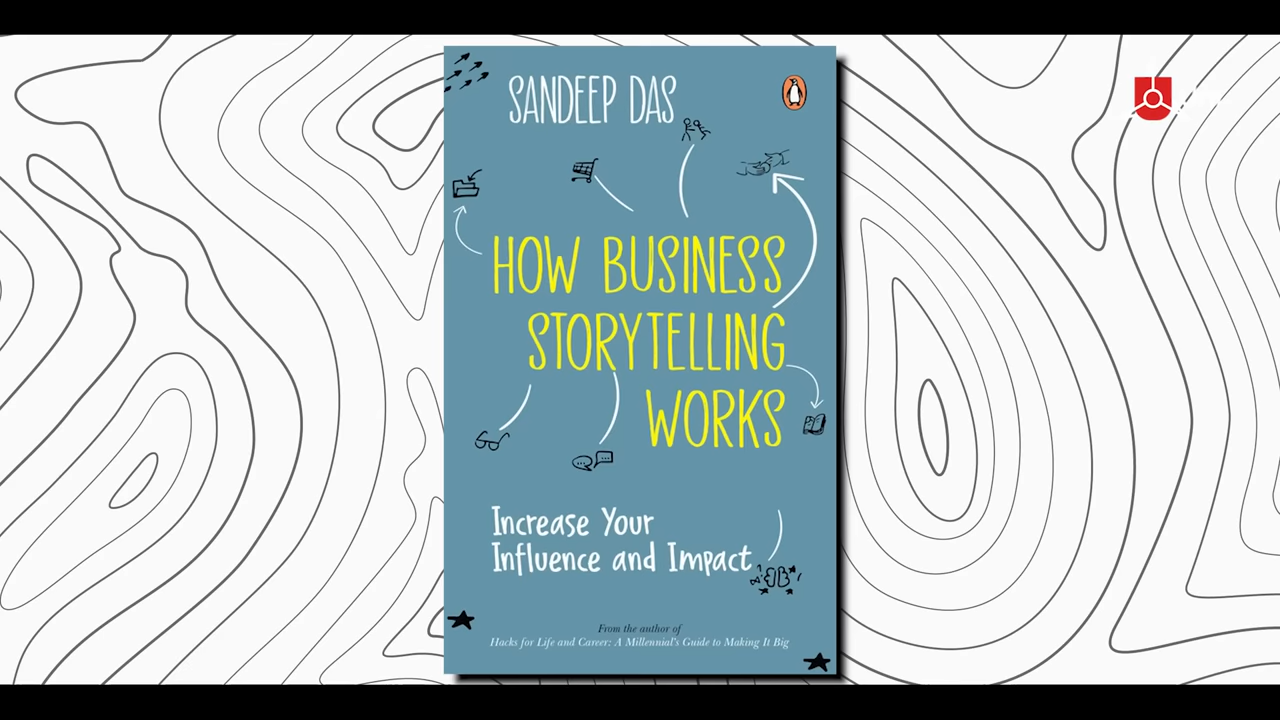 SANDEEP DAS
HOW BUSINESS
STORYTELLING
WORKS
Increase Your
Influence and Impact
From the author of
Hacks for Life and Career: A Millennial's Guide to Making It Big